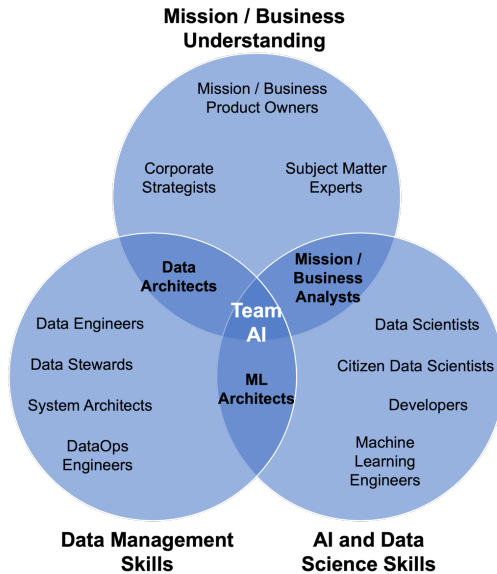 Mission / Business
Understanding
Mission / Business
Product Owners
Corporate
Strategists
Subject Matter
Experts
Data
Architects
Mission /
Business
Analysts
Team
AI
Data Engineers
Data Stewards
System Architects
DataOps
Engineers
ML
Architects
Data Scientists
Citizen Data Scientists
Developers
Machine
Learning
Engineers
Data Management
Skills
AI and Data
Science Skills